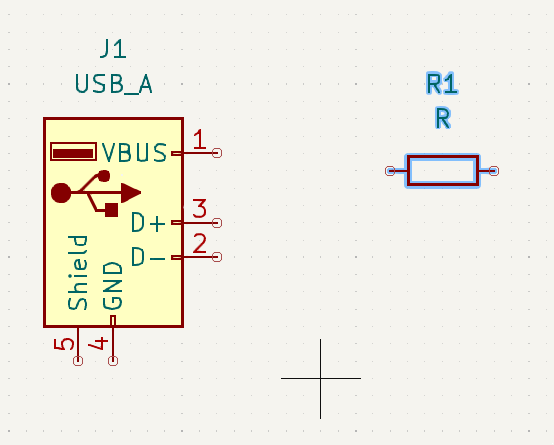 J1
USB_A
R1
R
VBUS 1
D+ 3
D- 2
Shield
GND
5
4